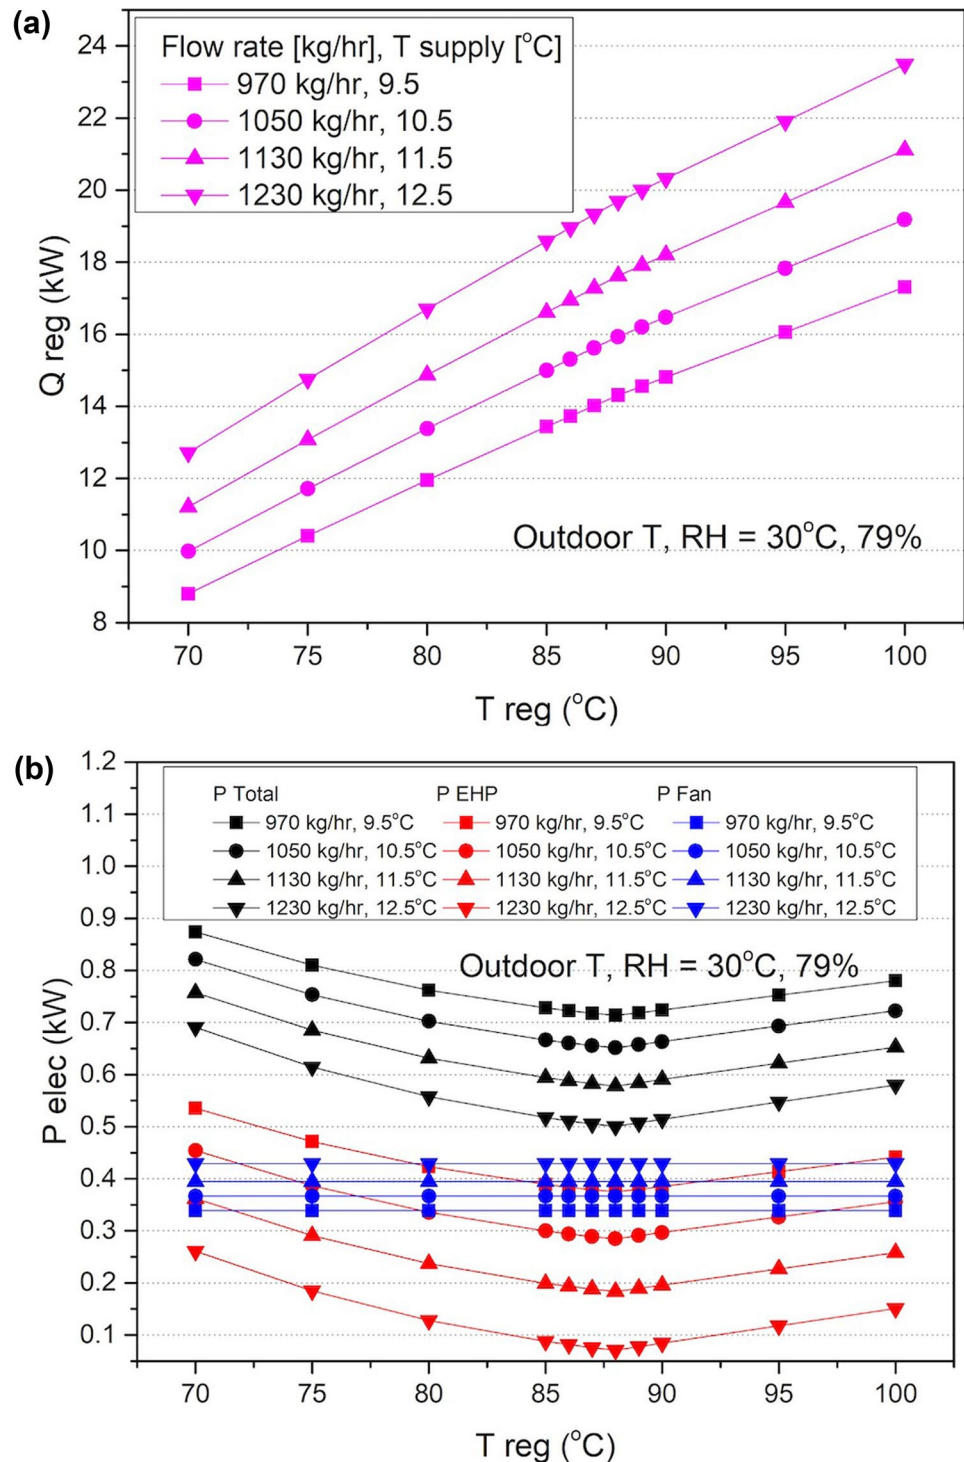 (a)
Flow rate [kg/hr], T supply [°C]
970 kg/hr, 9.5
1050 kg/hr, 10.5
1130 kg/hr, 11.5
1230 kg/hr, 12.5
24
22
20
18
16
14
12
10
8
Q reg (kW)
Outdoor T, RH = 30°C, 79%
70 75 80 85 90 95 100
T reg (°C)
(b)
1.2
1.1
1.0
0.9
0.8
0.7
0.6
0.5
0.4
0.3
0.2
0.1
P elec (kW)
P Total P EHP P Fan
970 kg/hr, 9.5°C 970 kg/hr, 9.5°C 970 kg/hr, 9.5°C
1050 kg/hr, 10.5°C 1050 kg/hr, 10.5°C 1050 kg/hr, 10.5°C
1130 kg/hr, 11.5°C 1130 kg/hr, 11.5°C 1130 kg/hr, 11.5°C
1230 kg/hr, 12.5°C 1230 kg/hr, 12.5°C 1230 kg/hr, 12.5°C
Outdoor T, RH = 30°C, 79%
70 75 80 85 90 95 100
T reg (°C)